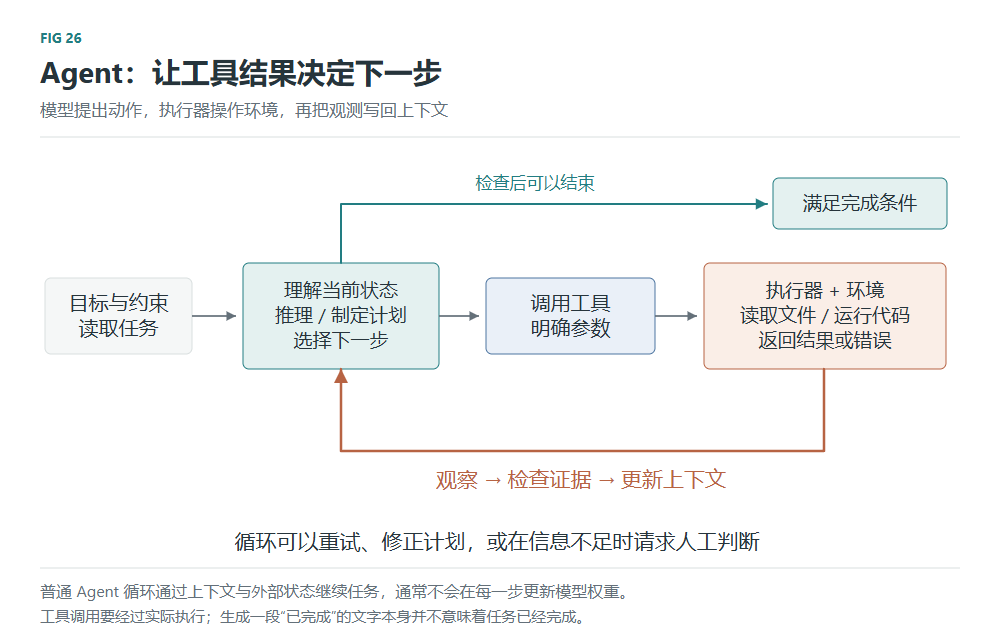 FIG 26
Agent：让工具结果决定下一步
模型提出动作，执行器操作环境，再把观测写回上下文
检查后可以结束
满足完成条件
目标与约束
读取任务
理解当前状态
推理 / 制定计划
选择下一步
调用工具
明确参数
执行器 + 环境
读取文件 / 运行代码
返回结果或错误
观察 → 检查证据 → 更新上下文
循环可以重试、修正计划，或在信息不足时请求人工判断
普通 Agent 循环通过上下文与外部状态继续任务，通常不会在每一步更新模型权重。
工具调用要经过实际执行；生成一段“已完成”的文字本身并不意味着任务已经完成。